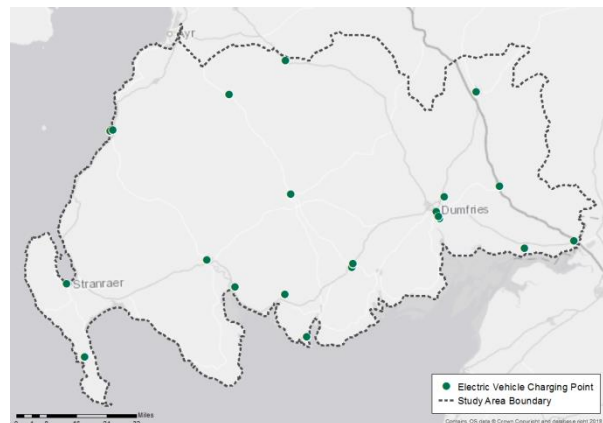 Ayr
Dumfries
Stranraer
Electric Vehicle Charging Point
Study Area Boundary
Miles
Contains OS data © Crown Copyright and database right 2019